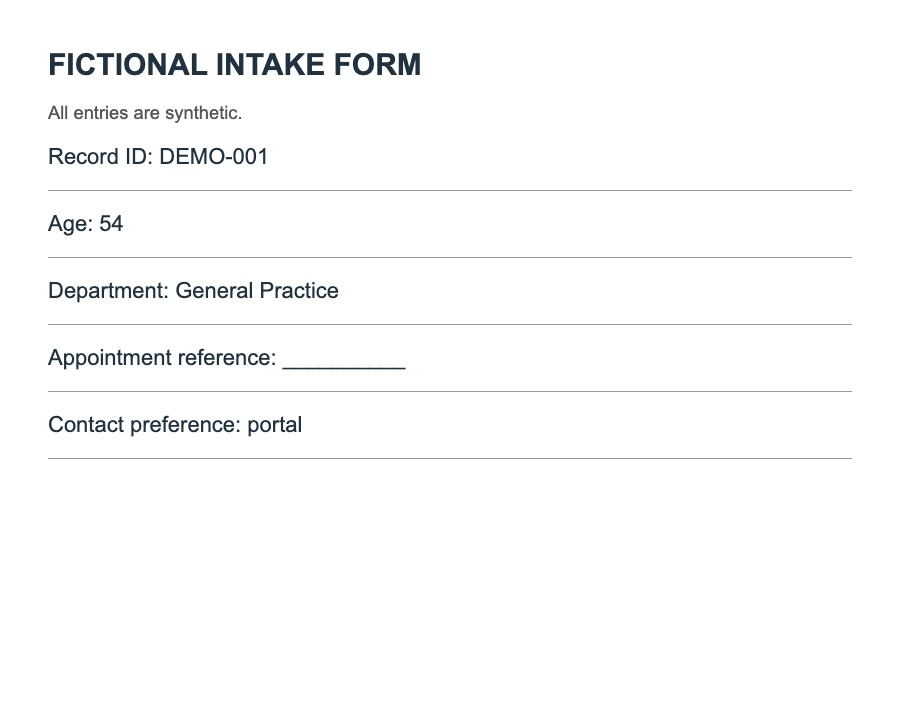 FICTIONAL INTAKE FORM
All entries are synthetic.
Record ID: DEMO-001
Age: 54
Department: General Practice
Appointment reference: __________
Contact preference: portal